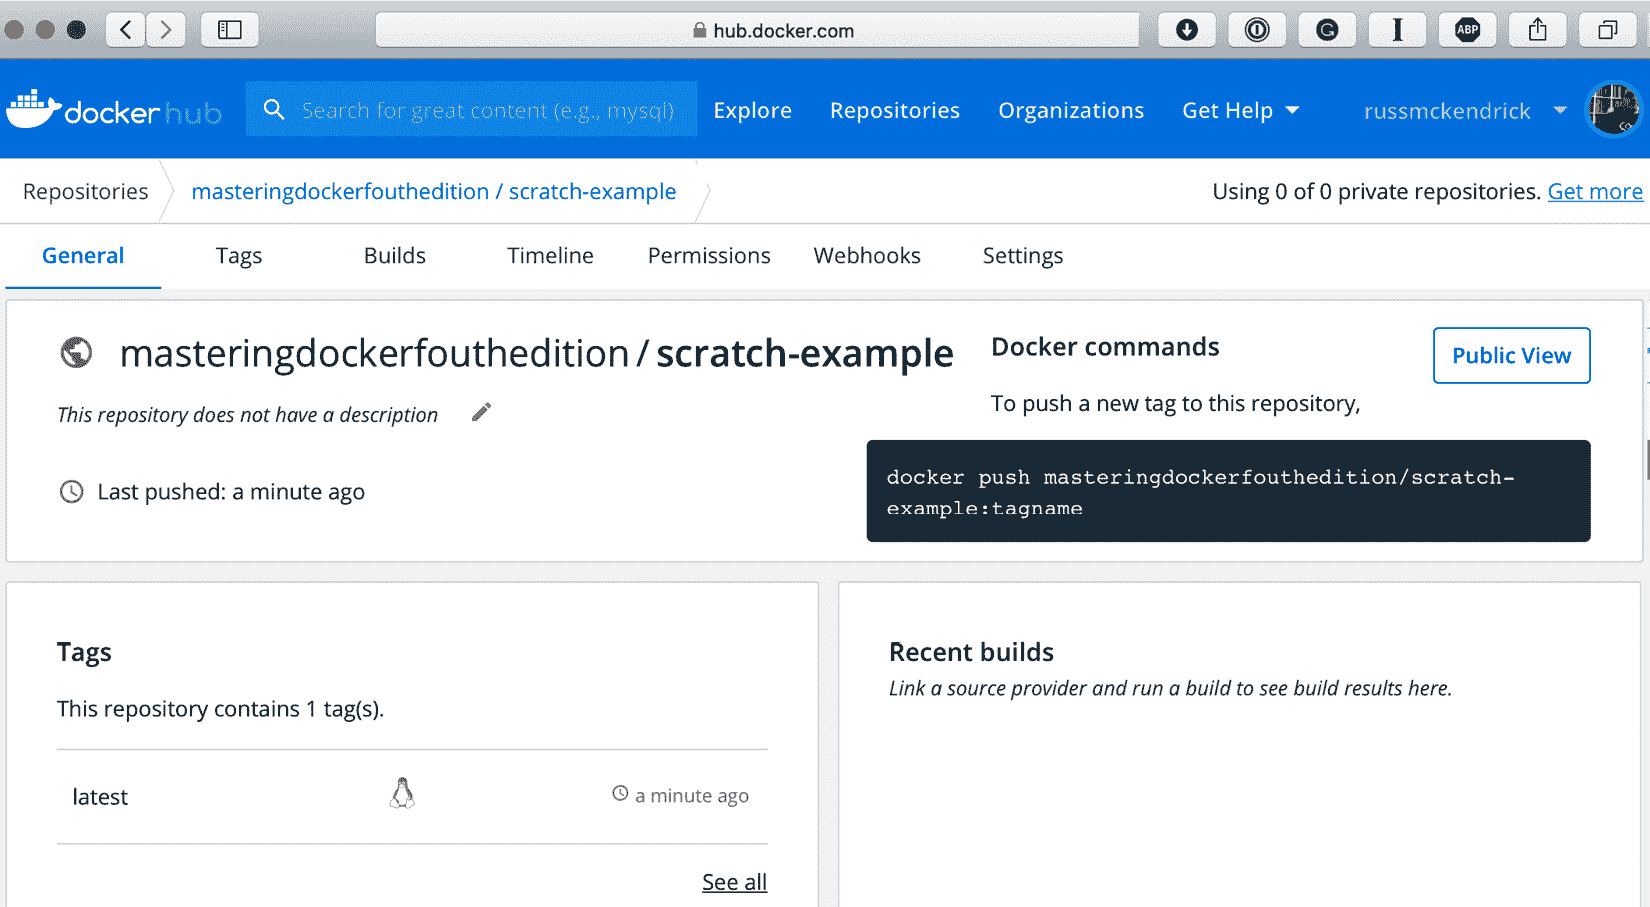 hub.docker.com
ABP
docker hub
Search for great content (e.g., mysql)
Explore
Repositories
Organizations
Get Help
russmckendrick
Repositories
masteringdockerfouthedition / scratch-example
Using 0 of 0 private repositories. Get more
General
Tags
Builds
Timeline
Permissions
Webhooks
Settings
masteringdockerfouthedition / scratch-example
This repository does not have a description
Last pushed: a minute ago
Docker commands
Public View
To push a new tag to this repository,
docker push masteringdockerfouthedition/scratch-
example:tagname
Tags
This repository contains 1 tag(s).
latest
a minute ago
See all
Recent builds
Link a source provider and run a build to see build results here.